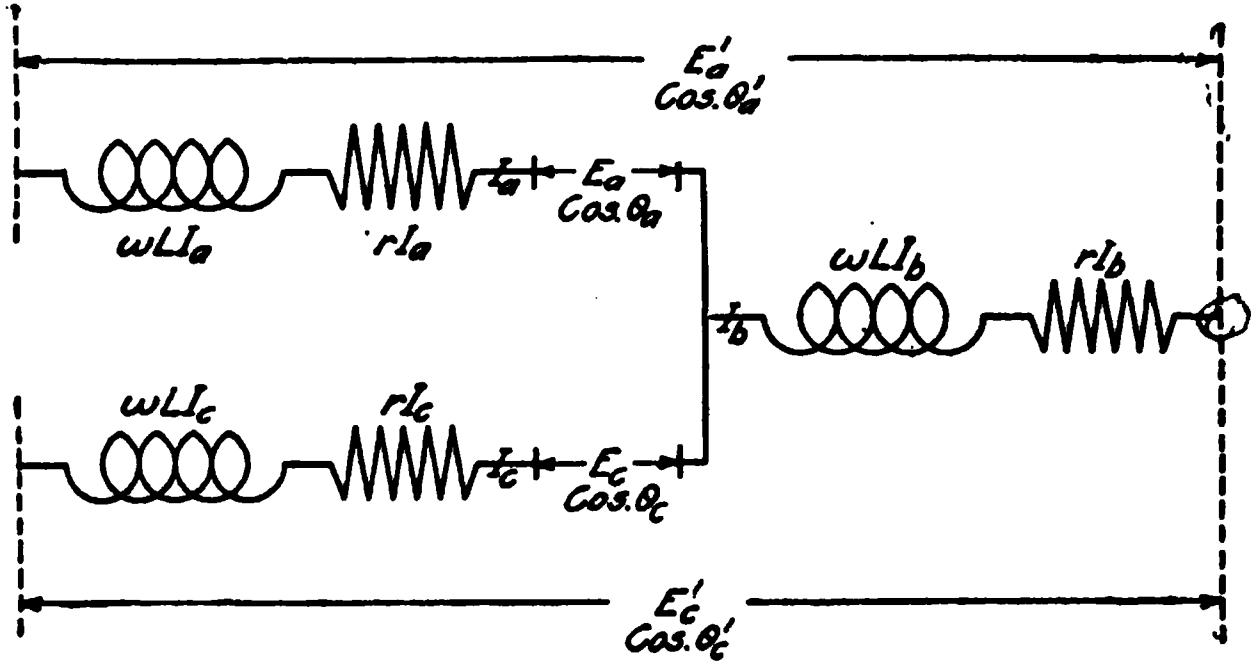 E'a
Cos.θ'a
Ia
Ea
Cos.θa
ωLIa
rIa
ωLIb
rIb
Ib
ωLIc
rIc
Ic
Ec
Cos.θc
E'c
Cos.θ'c